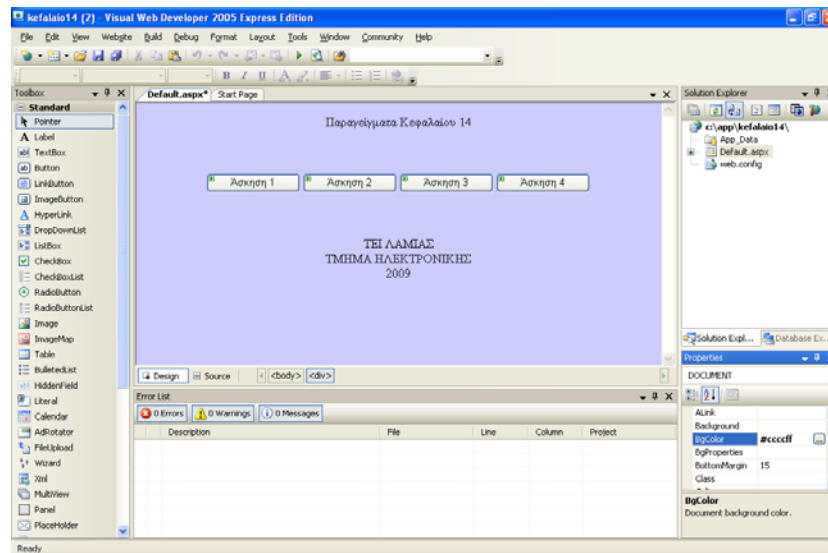 kefalaio14 (2) - Visual Web Developer 2005 Express Edition
File Edit View Website Build Debug Format Layout Tools Window Community Help
Toolbox
Standard
Pointer
Label
TextBox
Button
LinkButton
ImageButton
HyperLink
DropDownList
ListBox
CheckBox
CheckBoxList
RadioButton
RadioButtonList
Image
ImageMap
Table
BulletedList
HiddenField
Literal
Calendar
AdRotator
FileUpload
Wizard
Xml
MultiView
Panel
PlaceHolder
Default.aspx* Start Page
Παραγείγματα Κεφαλαίου 14
Άσκηση 1 Άσκηση 2 Άσκηση 3 Άσκηση 4
ΤΕΙ ΛΑΜΙΑΣ
ΤΜΗΜΑ ΗΛΕΚΤΡΟΝΙΚΗΣ
2009
Design Source <body> <div>
Error List
0 Errors 0 Warnings 0 Messages
Description File Line Column Project
Solution Explorer
c:\app\kefalaio14\
App_Data
Default.aspx
web.config
Solution Expl... Database Ex...
Properties
DOCUMENT
ALink
Background
BgColor #ccccff
BgProperties
BottomMargin 15
Class
BgColor
Document background color.
Ready